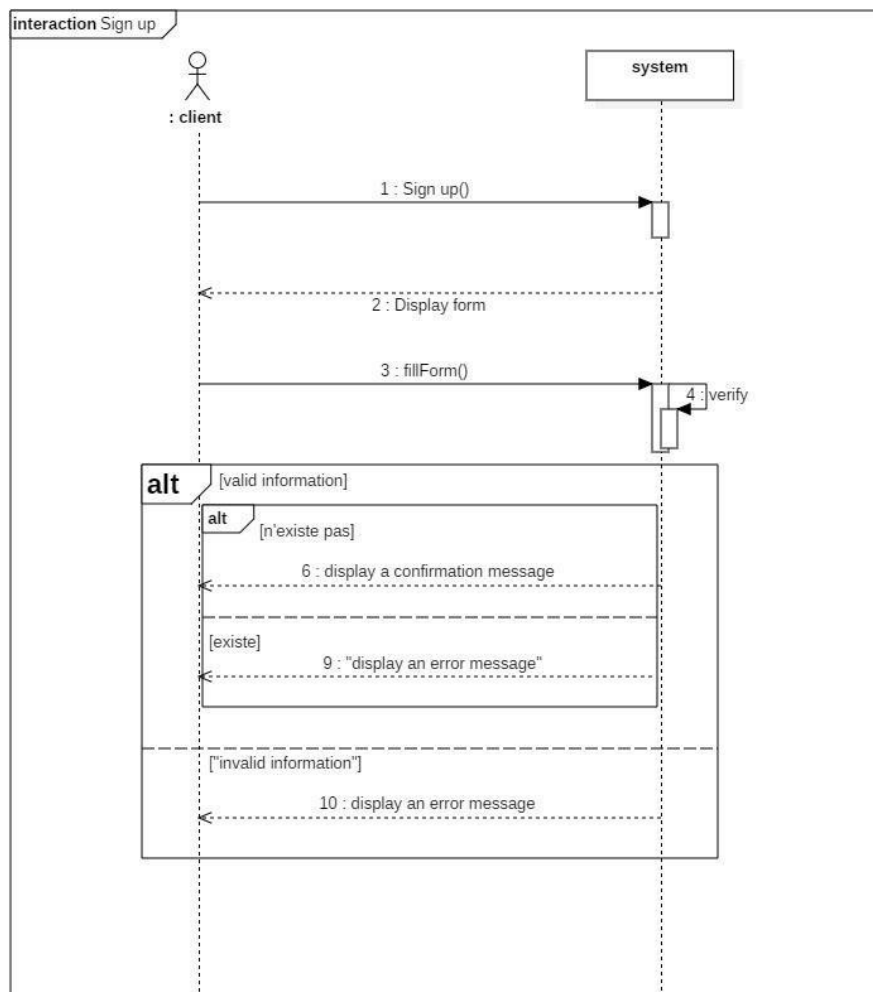 interaction Sign up
system
: client
1 : Sign up()
2 : Display form
3 : fillForm()
4 : verify
alt [valid information]
alt
[n'existe pas]
6 : display a confirmation message
[existe]
9 : "display an error message"
["invalid information"]
10 : display an error message